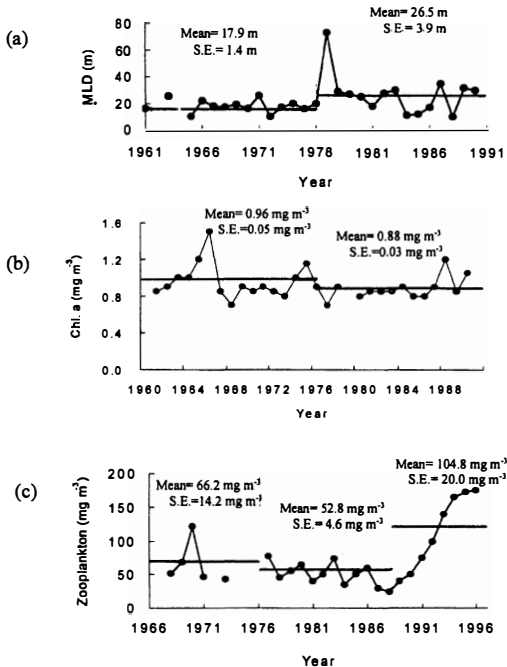 (a)
Mean= 17.9 m
S.E.= 1.4 m
Mean= 26.5 m
S.E.= 3.9 m
MLD (m)
80
60
40
20
0
1961 1966 1971 1976 1981 1986 1991
Year
(b)
Mean= 0.96 mg m-3
S.E.=0.05 mg m-3
Mean= 0.88 mg m-3
S.E.=0.03 mg m-3
Chl. a (mg m-3)
1.6
1.2
0.8
0.4
0.0
1960 1964 1968 1972 1976 1980 1984 1988
Year
(c)
Mean= 66.2 mg m-3
S.E.=14.2 mg m-3
Mean= 52.8 mg m-3
S.E.= 4.6 mg m-3
Mean= 104.8 mg m-3
S.E.= 20.0 mg m-3
Zooplankton (mg m-3)
200
150
100
50
0
1966 1971 1976 1981 1986 1991 1996
Year